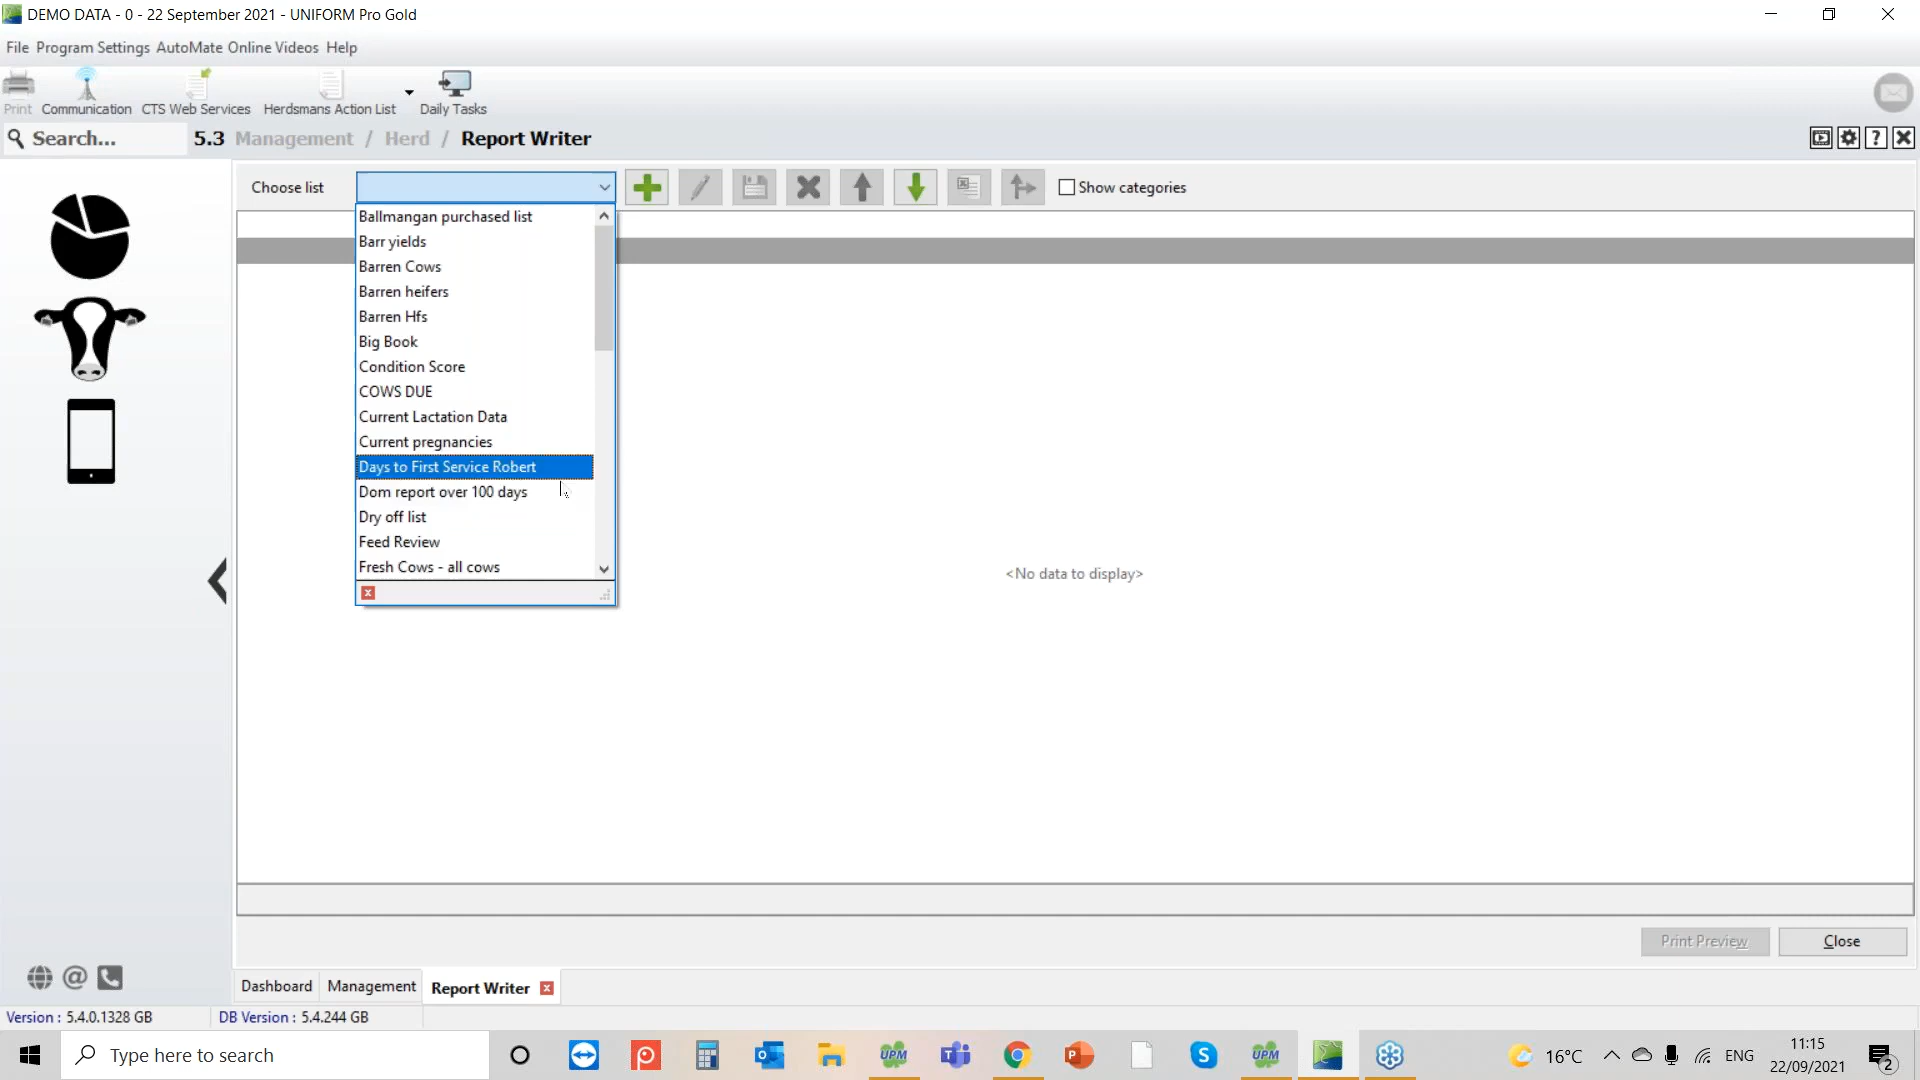 DEMO DATA - 0 - 22 September 2021 - UNIFORM Pro Gold
File Program Settings AutoMate Online Videos Help
Print Communication CTS Web Services Herdsmans Action List Daily Tasks
Search... 5.3 Management / Herd / Report Writer
Choose list Show categories
Ballmangan purchased list
Barr yields
Barren Cows
Barren heifers
Barren Hfs
Big Book
Condition Score
COWS DUE
Current Lactation Data
Current pregnancies
Days to First Service Robert
Dom report over 100 days
Dry off list
Feed Review
Fresh Cows - all cows
<No data to display>
Print Preview Close
Dashboard Management Report Writer
Version : 5.4.0.1328 GB DB Version : 5.4.244 GB
Type here to search
UPM
UPM
16°C ENG
11:15
22/09/2021
2